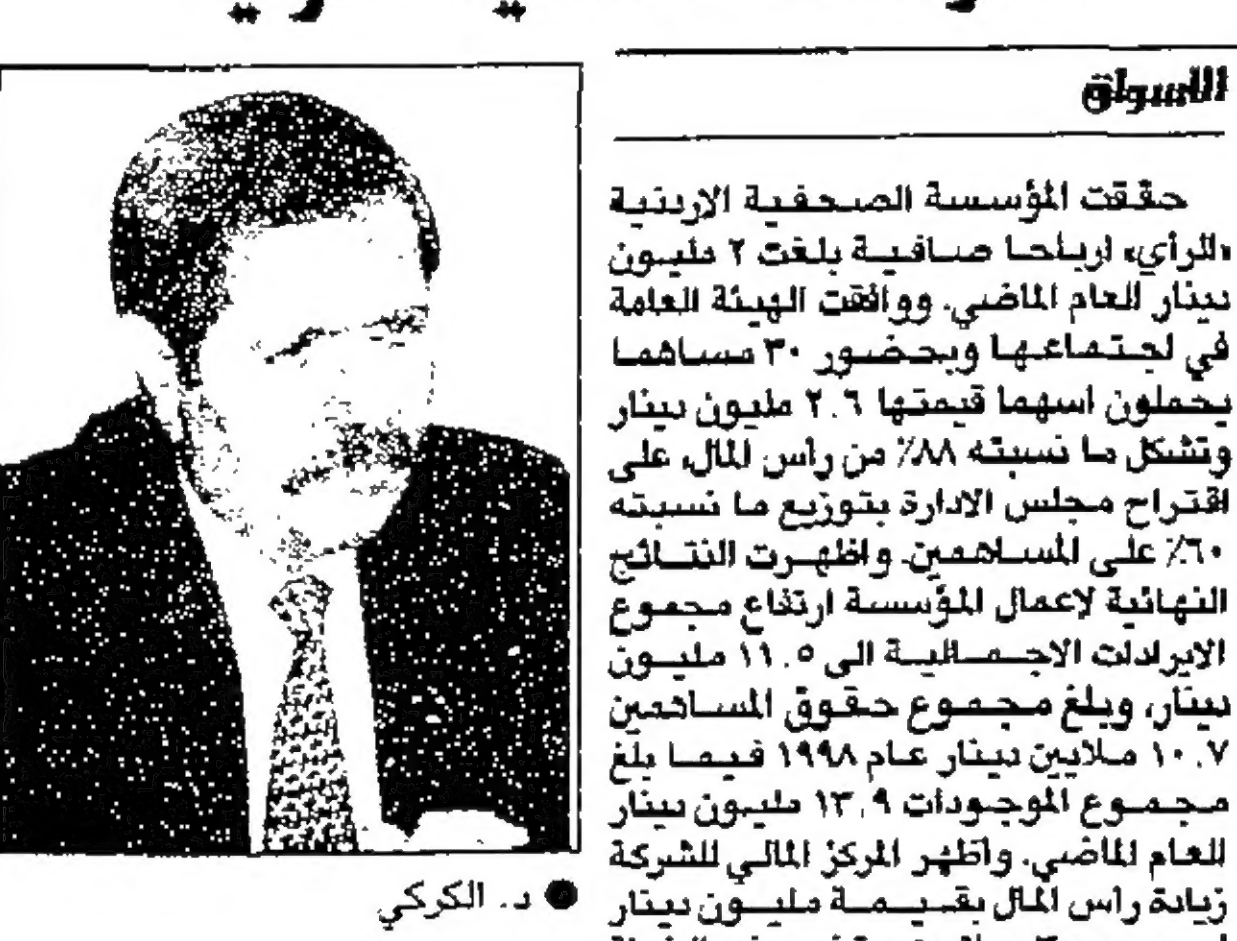 الاسواق
حققت المؤسسة الصحفية الاردنية
«الرأي» ارباحا صافية بلغت ٢ مليون
دينار للعام الماضي. ووافقت الهيئة العامة
في اجتماعها وبحضور ٣٠ مساهما
يحملون اسهما قيمتها ٢.٦ مليون دينار
وتشكل ما نسبته ٨٨٪ من راس المال، على
اقتراح مجلس الادارة بتوزيع ما نسبته
٦٠٪ على المساهمين. واظهرت النتائج
النهائية لاعمال المؤسسة ارتفاع مجموع
الايرادات الاجمالية الى ١١.٥ مليون
دينار، وبلغ مجموع حقوق المساهمين
١٠.٧ ملايين دينار عام ١٩٩٨ فيما بلغ
مجموع الموجودات ١٣.٩ مليون دينار
للعام الماضي. واظهر المركز المالي للشركة
زيادة راس المال بقيمة مليون دينار
● د. الكركي